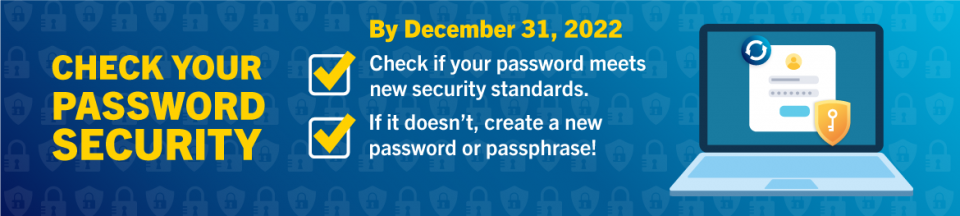 CHECK YOUR
PASSWORD
SECURITY
By December 31, 2022
Check if your password meets
new security standards.
If it doesn't, create a new
password or passphrase!